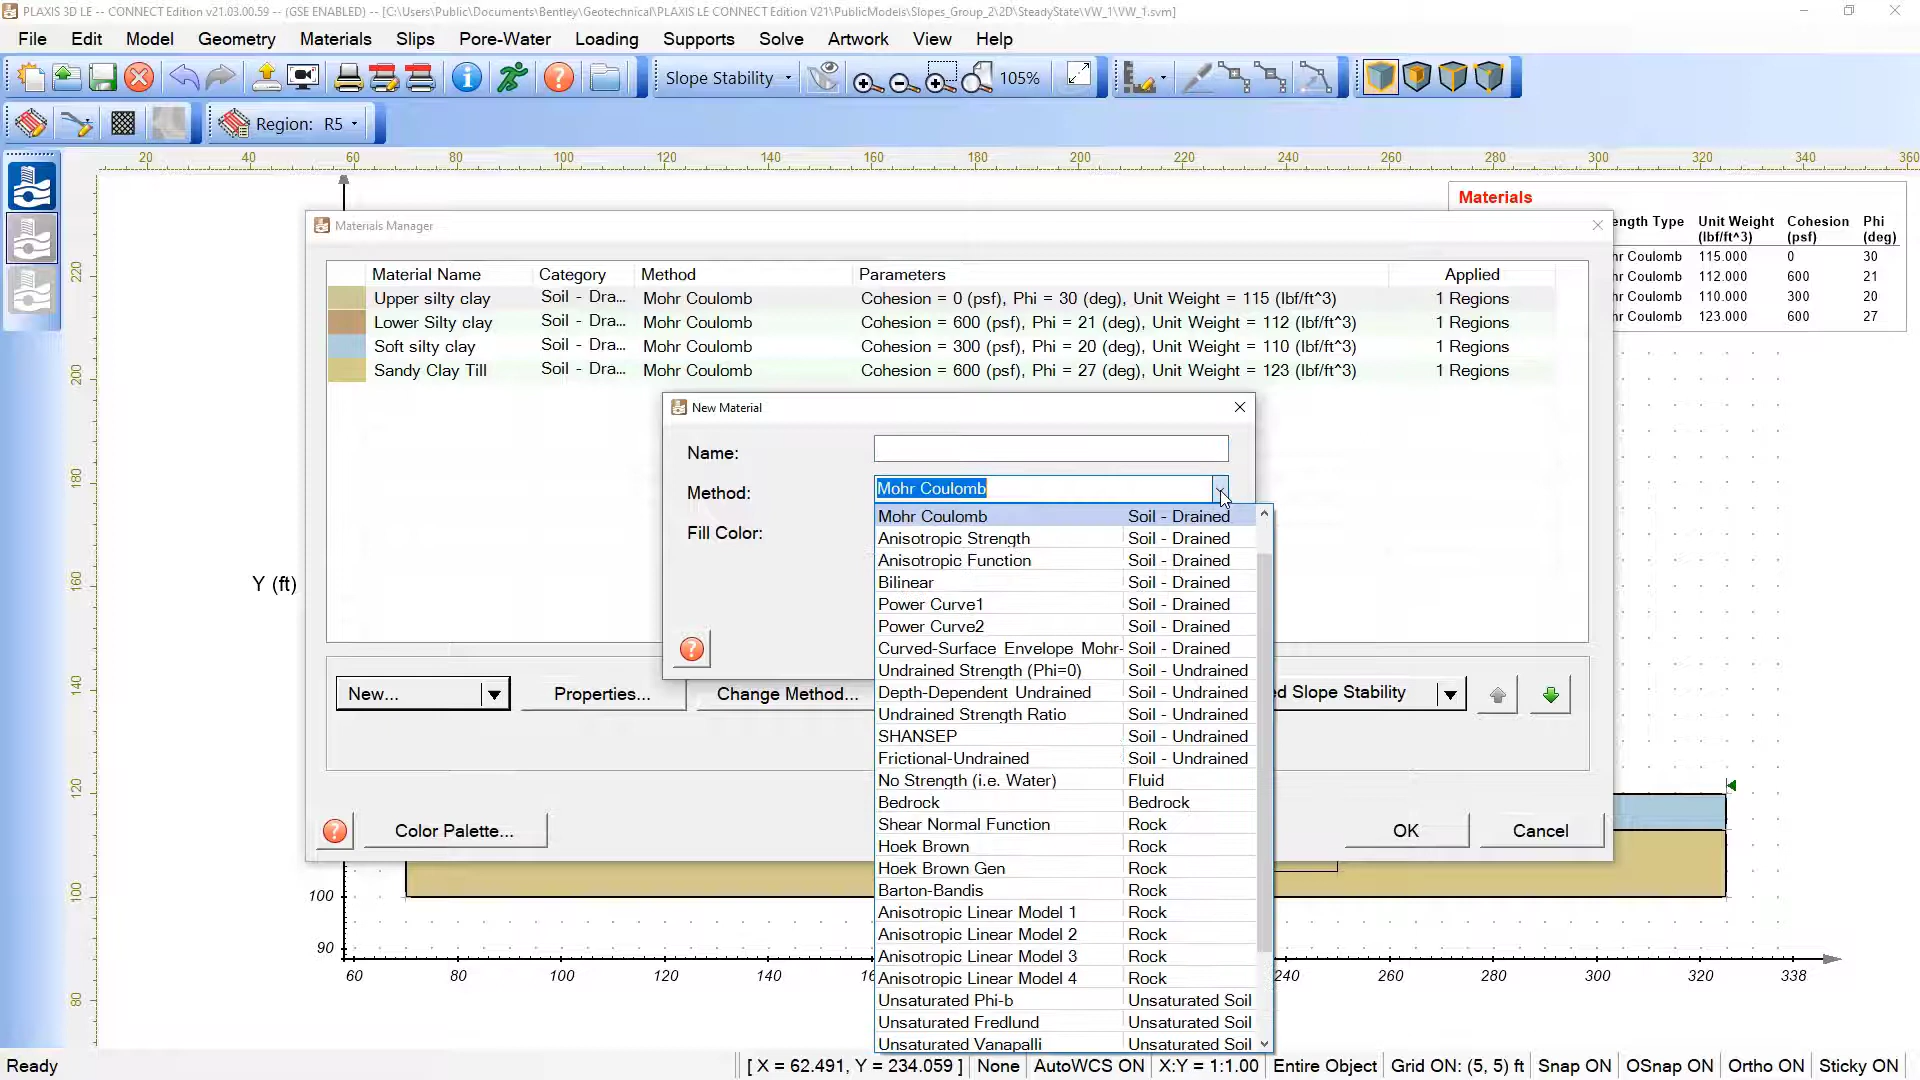 PLAXIS 3D LE -- CONNECT Edition v21.03.00.59 -- (GSE ENABLED) -- [C:\Users\Public\Documents\Bentley\Geotechnical\PLAXIS LE CONNECT Edition V21\PublicModels\Slopes_Group_2\2D\SteadyState\VW_1\VW_1.svm]
File Edit Model Geometry Materials Slips Pore-Water Loading Supports Solve Artwork View Help
Slope Stability 105%
Region: R5
20 40 60 80 100 120 140 160 180 200 220 240 260 280 300 320 340 360
Materials
ength Type Unit Weight (lbf/ft^3) Cohesion (psf) Phi (deg)
hr Coulomb 115.000 0 30
hr Coulomb 112.000 600 21
hr Coulomb 110.000 300 20
hr Coulomb 123.000 600 27
Materials Manager
Material Name Category Method Parameters Applied
Upper silty clay Soil - Dra... Mohr Coulomb Cohesion = 0 (psf), Phi = 30 (deg), Unit Weight = 115 (lbf/ft^3) 1 Regions
Lower Silty clay Soil - Dra... Mohr Coulomb Cohesion = 600 (psf), Phi = 21 (deg), Unit Weight = 112 (lbf/ft^3) 1 Regions
Soft silty clay Soil - Dra... Mohr Coulomb Cohesion = 300 (psf), Phi = 20 (deg), Unit Weight = 110 (lbf/ft^3) 1 Regions
Sandy Clay Till Soil - Dra... Mohr Coulomb Cohesion = 600 (psf), Phi = 27 (deg), Unit Weight = 123 (lbf/ft^3) 1 Regions
New Material
Name:
Method: Mohr Coulomb
Fill Color:
Mohr Coulomb Soil - Drained
Anisotropic Strength Soil - Drained
Anisotropic Function Soil - Drained
Bilinear Soil - Drained
Power Curve1 Soil - Drained
Power Curve2 Soil - Drained
Curved-Surface Envelope Mohr- Soil - Drained
Undrained Strength (Phi=0) Soil - Undrained
Depth-Dependent Undrained Soil - Undrained
Undrained Strength Ratio Soil - Undrained
SHANSEP Soil - Undrained
Frictional-Undrained Soil - Undrained
No Strength (i.e. Water) Fluid
Bedrock Bedrock
Shear Normal Function Rock
Hoek Brown Rock
Hoek Brown Gen Rock
Barton-Bandis Rock
Anisotropic Linear Model 1 Rock
Anisotropic Linear Model 2 Rock
Anisotropic Linear Model 3 Rock
Anisotropic Linear Model 4 Rock
Unsaturated Phi-b Unsaturated Soil
Unsaturated Fredlund Unsaturated Soil
Unsaturated Vanapalli Unsaturated Soil
New... Properties... Change Method... ed Slope Stability
Color Palette... OK Cancel
220
200
180
160
140
120
100
80
Y (ft)
100
90
60 80 100 120 140 16 240 260 280 300 320 338
Ready [ X = 62.491, Y = 234.059 ] None AutoWCS ON X:Y = 1:1.00 Entire Object Grid ON: (5, 5) ft Snap ON OSnap ON Ortho ON Sticky ON